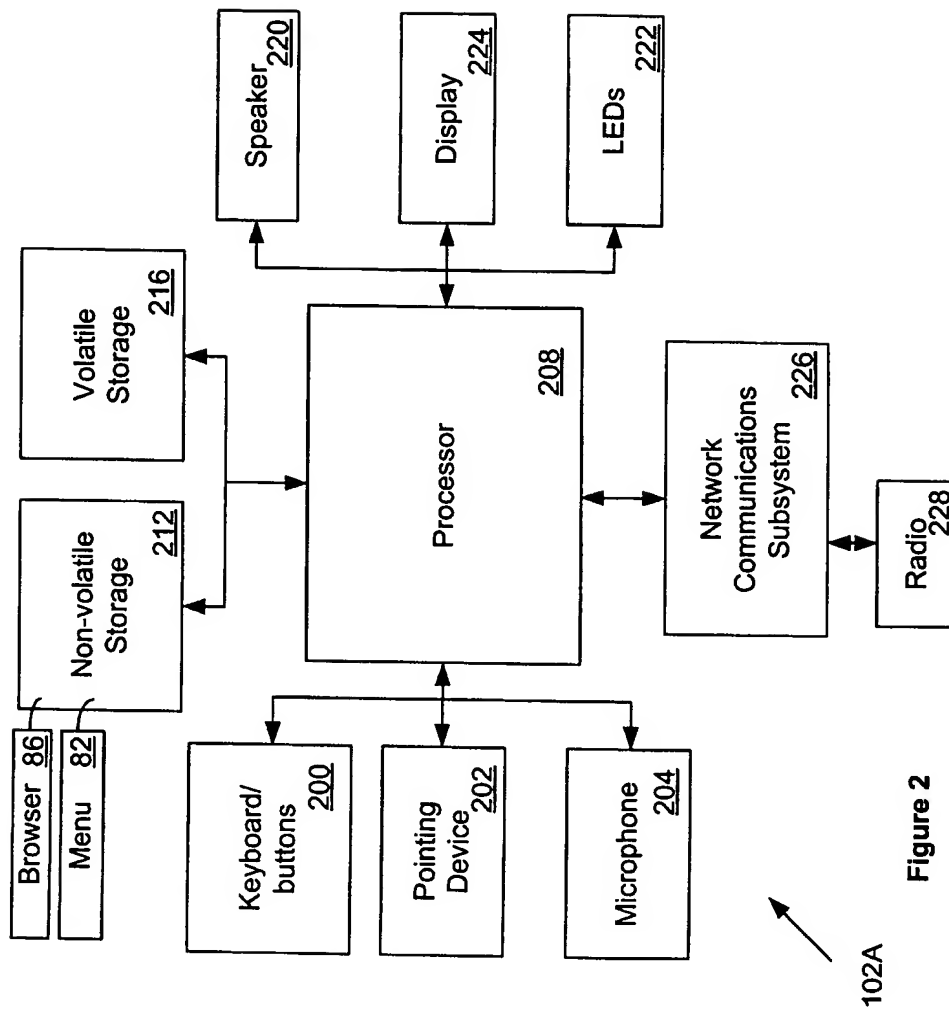 Browser 86
Menu 82
Non-volatile
Storage
212
Volatile
Storage
216
Keyboard/
buttons
200
Pointing
Device
202
Microphone
204
Processor
208
Speaker
220
Display
224
LEDs
222
Network
Communications
Subsystem
226
Radio
228
102A
Figure 2